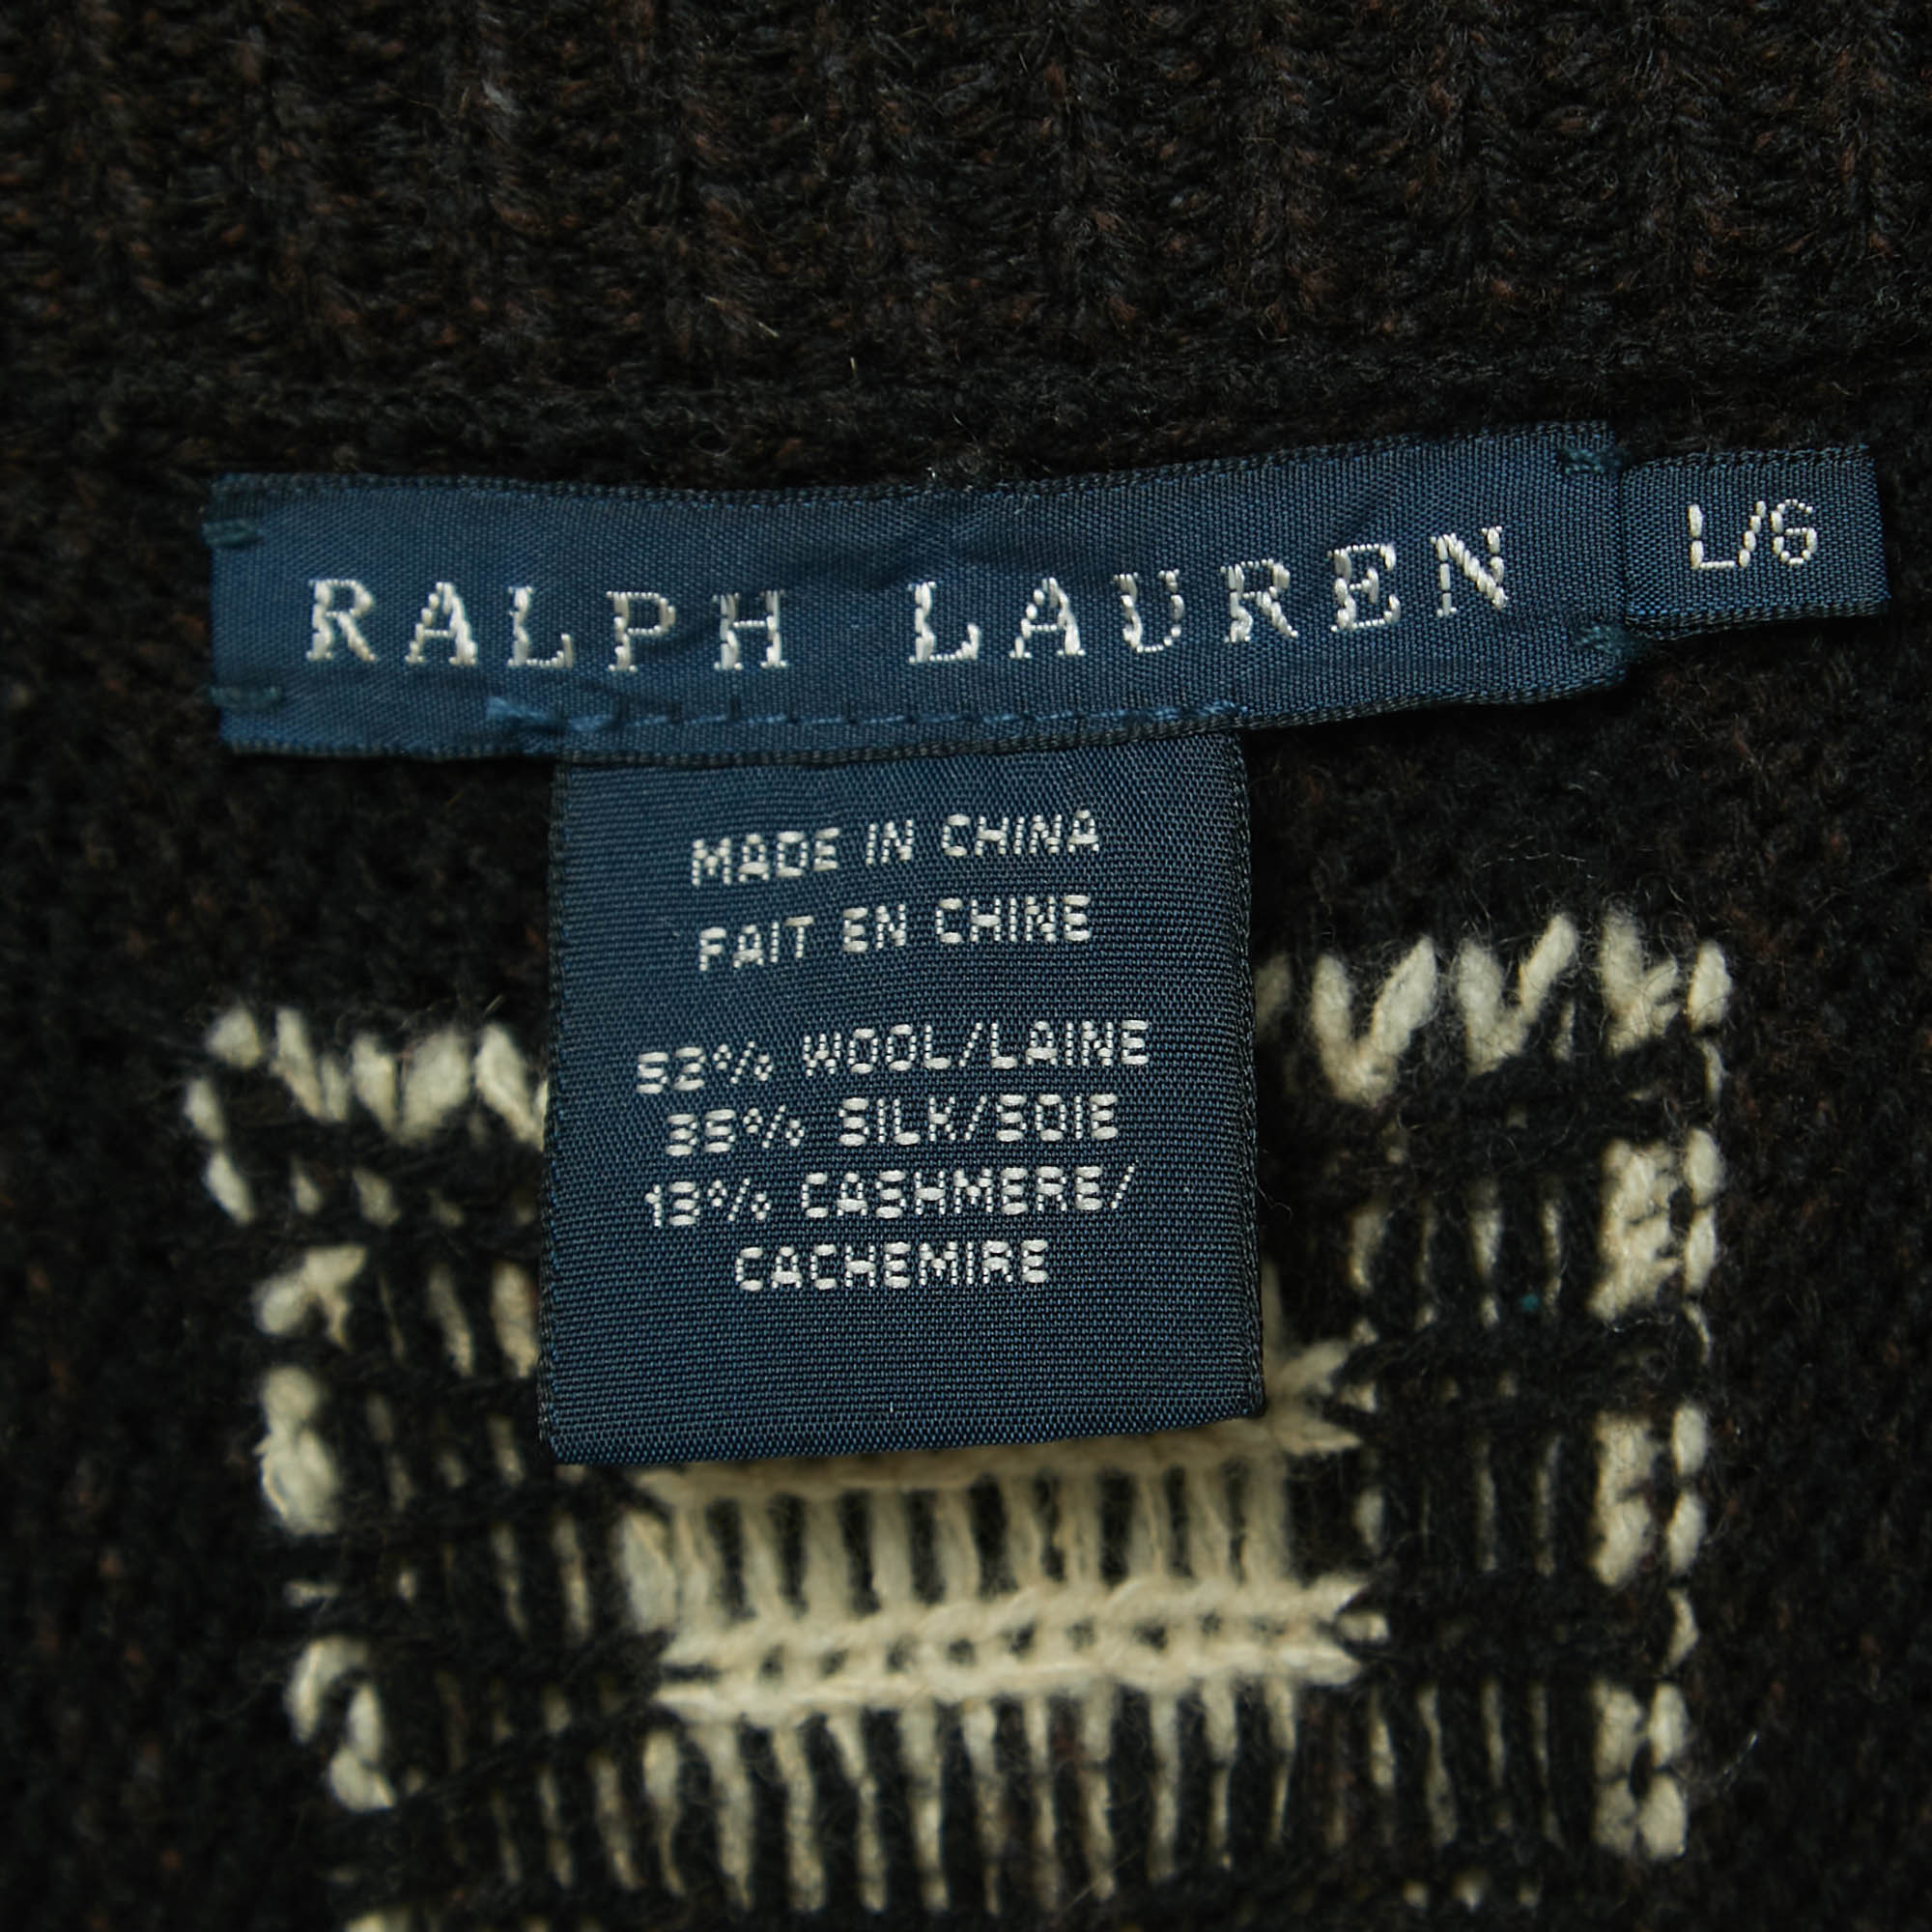 RALPH LAUREN
L/G
MADE IN CHINA
FAIT EN CHINE
52% WOOL/LAINE
35% SILK/SOIE
13% CASHMERE/
CACHEMIRE